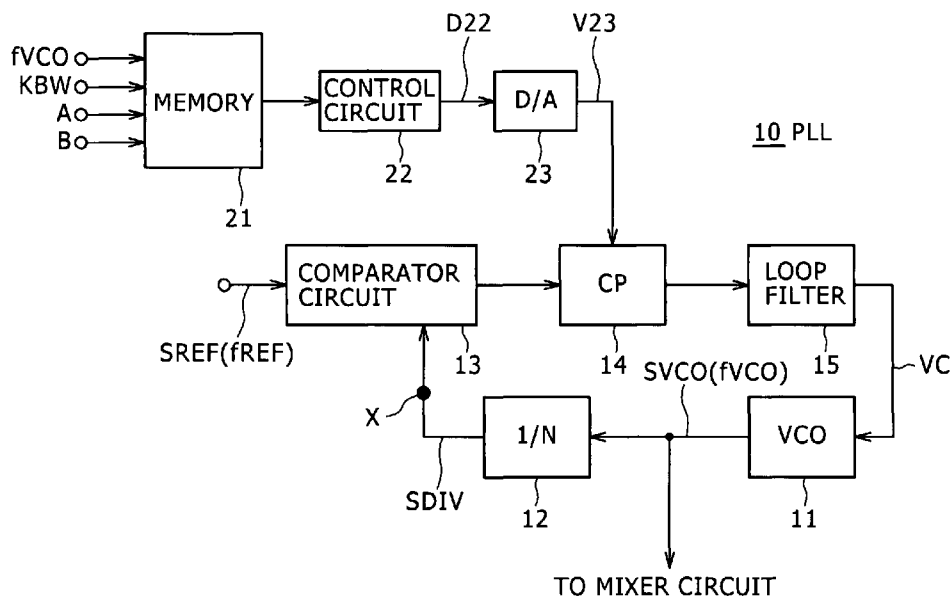 D22
V23
fVCO
KBW
A
B
MEMORY
CONTROL
CIRCUIT
D/A
10 PLL
21
22
23
COMPARATOR
CIRCUIT
CP
LOOP
FILTER
SREF(fREF)
13
14
15
VC
SVCO(fVCO)
X
1/N
VCO
SDIV
12
11
TO MIXER CIRCUIT